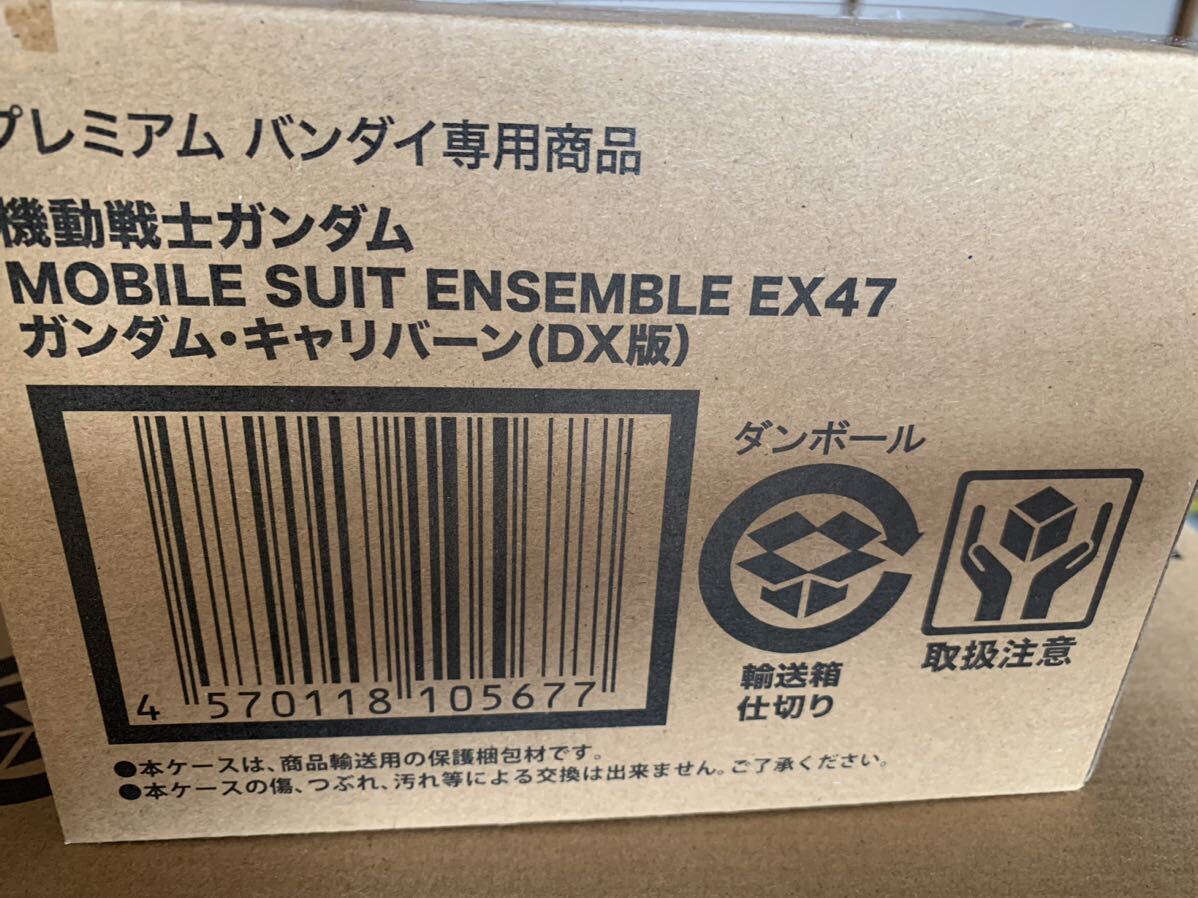 プレミアム バンダイ専用商品
機動戦士ガンダム
MOBILE SUIT ENSEMBLE EX47
ガンダム・キャリバーン(DX版)
4 570118 105677
ダンボール
輸送箱
仕切り
取扱注意
●本ケースは、商品輸送用の保護梱包材です。
●本ケースの傷、つぶれ、汚れ等による交換は出来ません。ご了承ください。